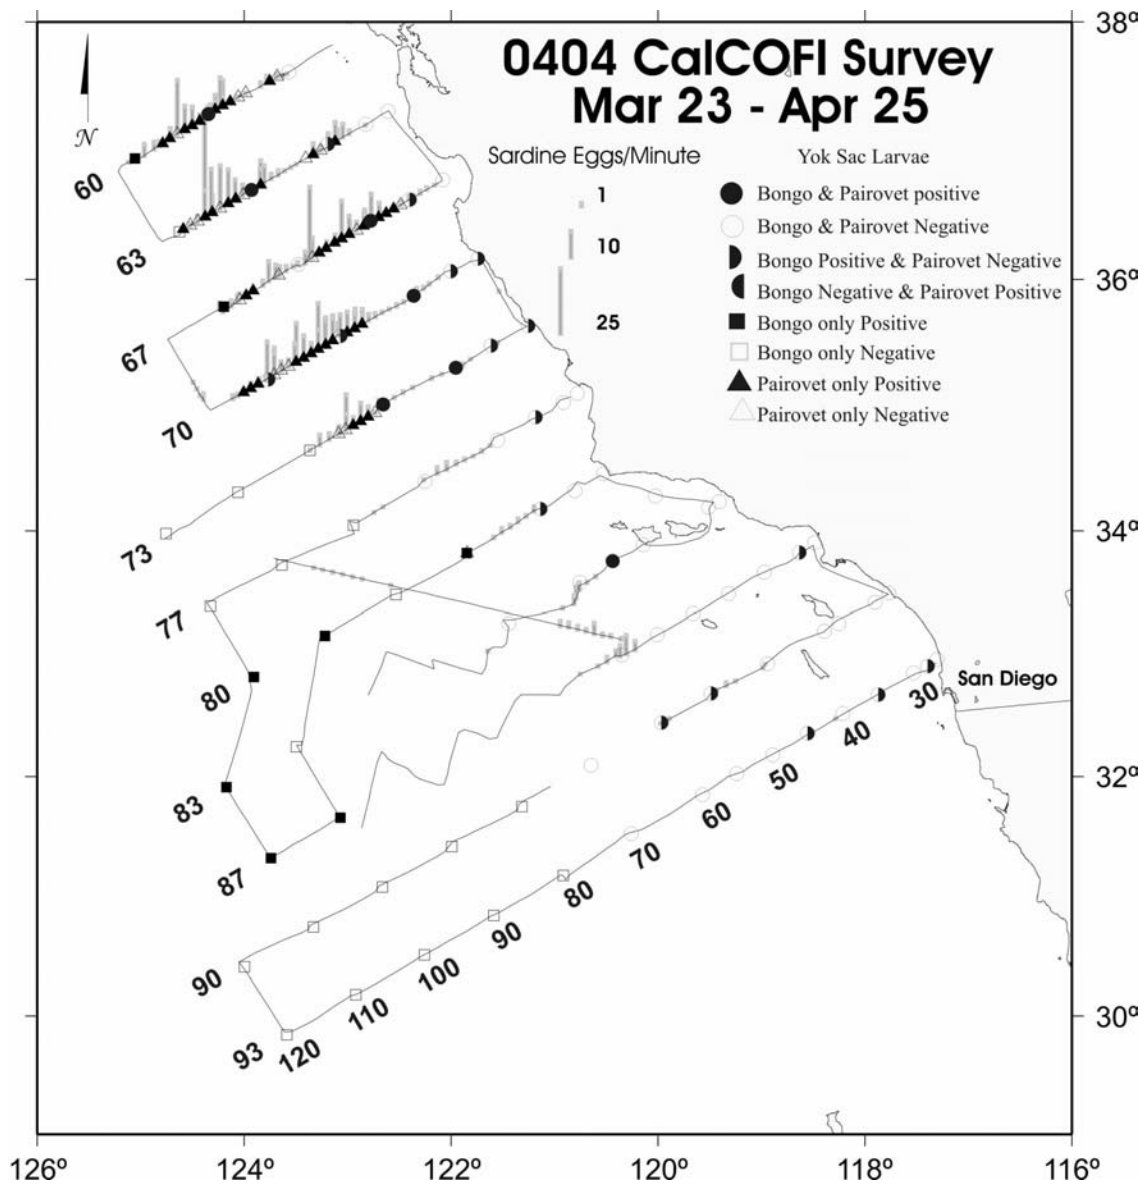 0404 CalCOFI Survey
Mar 23 - Apr 25
N
Sardine Eggs/Minute
1
10
25
Yok Sac Larvae
Bongo & Pairovet positive
Bongo & Pairovet Negative
Bongo Positive & Pairovet Negative
Bongo Negative & Pairovet Positive
Bongo only Positive
Bongo only Negative
Pairovet only Positive
Pairovet only Negative
38º
36º
34º
32º
30º
60
63
67
70
73
77
80
83
87
90
93
120
110
100
90
80
70
60
50
40
30
San Diego
126º
124º
122º
120º
118º
116º